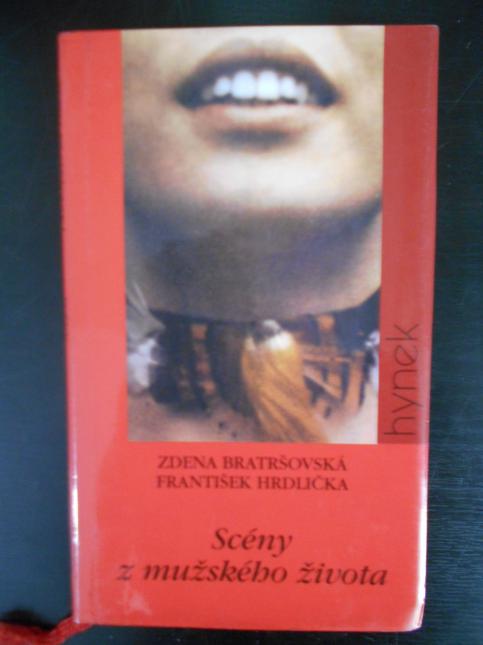 hynek
ZDENA BRATRŠOVSKÁ
FRANTIŠEK HRDLIČKA
Scény
z mužského života